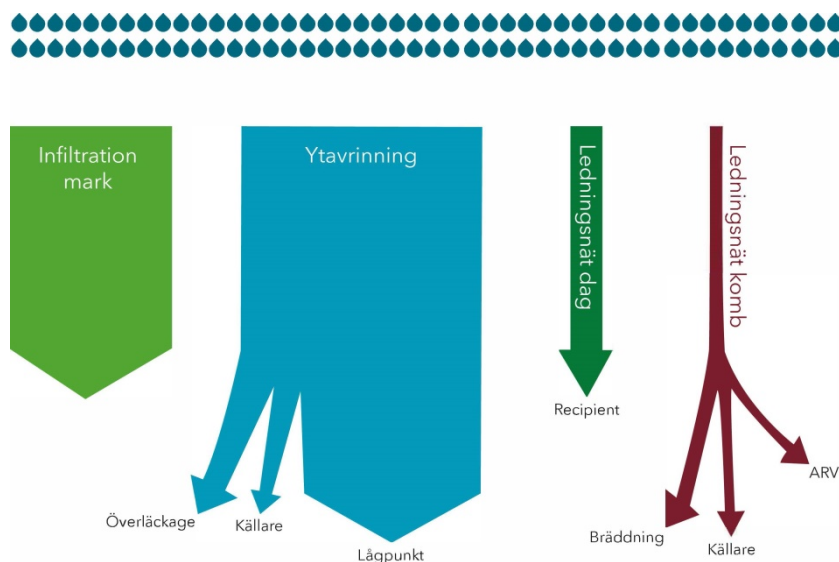 Infiltration
mark
Ytavrinning
Ledningsnät dag
Ledningsnät komb
Recipient
ARV
Överläckage
Källare
Lågpunkt
Bräddning
Källare